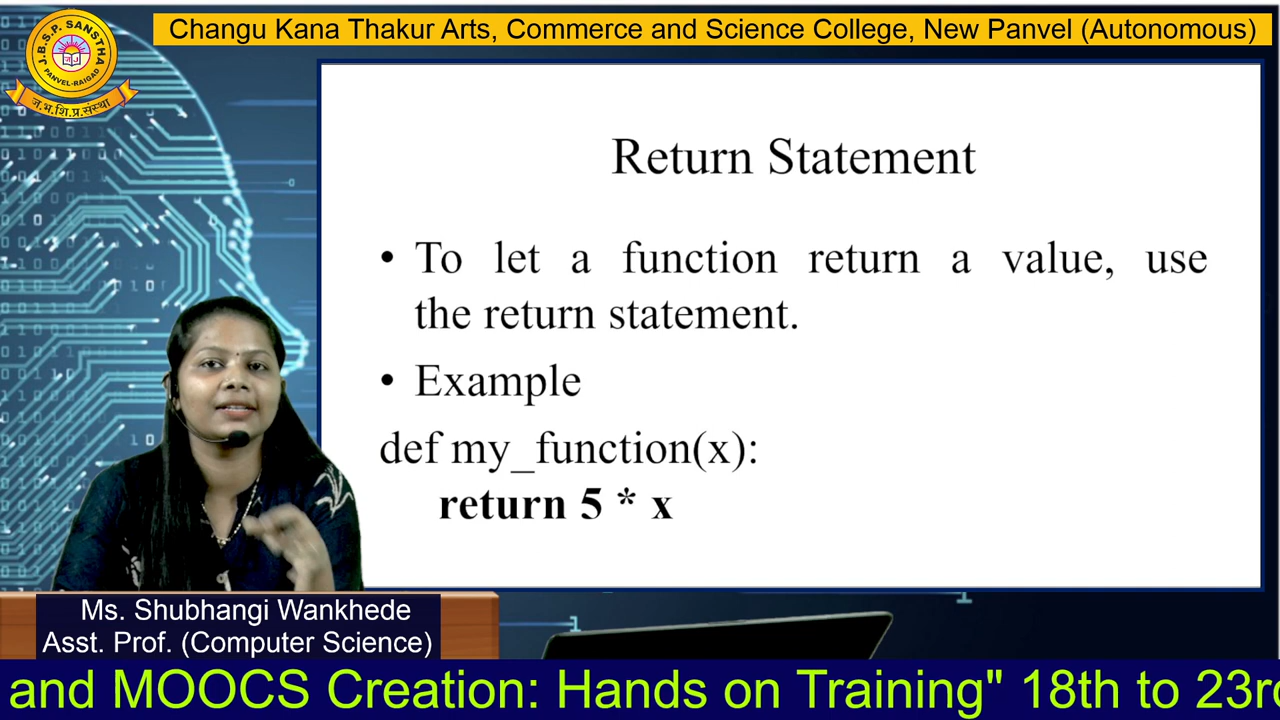 Changu Kana Thakur Arts, Commerce and Science College, New Panvel (Autonomous)
J.B.S.P. SANSTHA
PANVEL-RAIGAD
ज.भ.शि.प्र.संस्था
Return Statement
• To let a function return a value, use
the return statement.
• Example
def my_function(x):
return 5 * x
Ms. Shubhangi Wankhede
Asst. Prof. (Computer Science)
and MOOCS Creation: Hands on Training" 18th to 23r